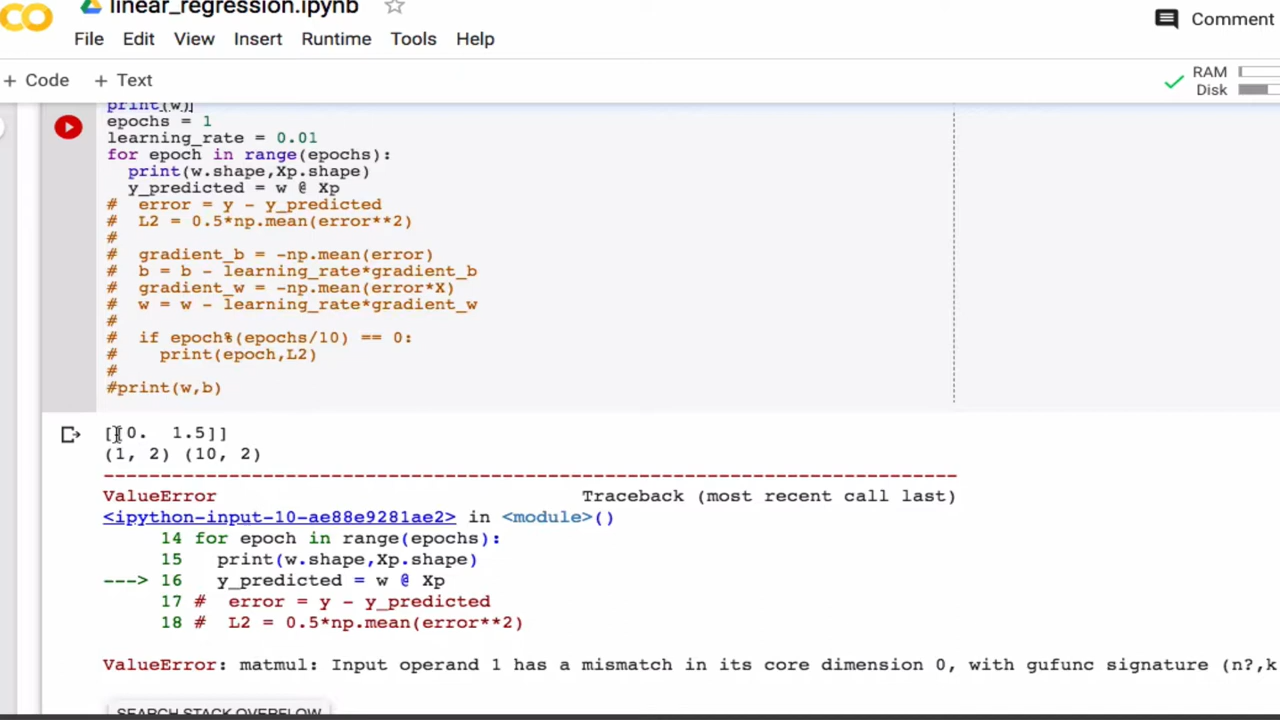 linear_regression.ipynb
Comment
File Edit View Insert Runtime Tools Help
+ Code + Text
RAM
Disk
print(w)
epochs = 1
learning_rate = 0.01
for epoch in range(epochs):
  print(w.shape,Xp.shape)
  y_predicted = w @ Xp
#  error = y - y_predicted
#  L2 = 0.5*np.mean(error**2)
#
#  gradient_b = -np.mean(error)
#  b = b - learning_rate*gradient_b
#  gradient_w = -np.mean(error*X)
#  w = w - learning_rate*gradient_w
#
#  if epoch%(epochs/10) == 0:
#    print(epoch,L2)
#
#print(w,b)
[[0.  1.5]]
(1, 2) (10, 2)
---------------------------------------------------------------------------
ValueError                                Traceback (most recent call last)
<ipython-input-10-ae88e9281ae2> in <module>()
     14 for epoch in range(epochs):
     15   print(w.shape,Xp.shape)
---> 16   y_predicted = w @ Xp
     17 #  error = y - y_predicted
     18 #  L2 = 0.5*np.mean(error**2)
ValueError: matmul: Input operand 1 has a mismatch in its core dimension 0, with gufunc signature (n?,k
SEARCH STACK OVERFLOW